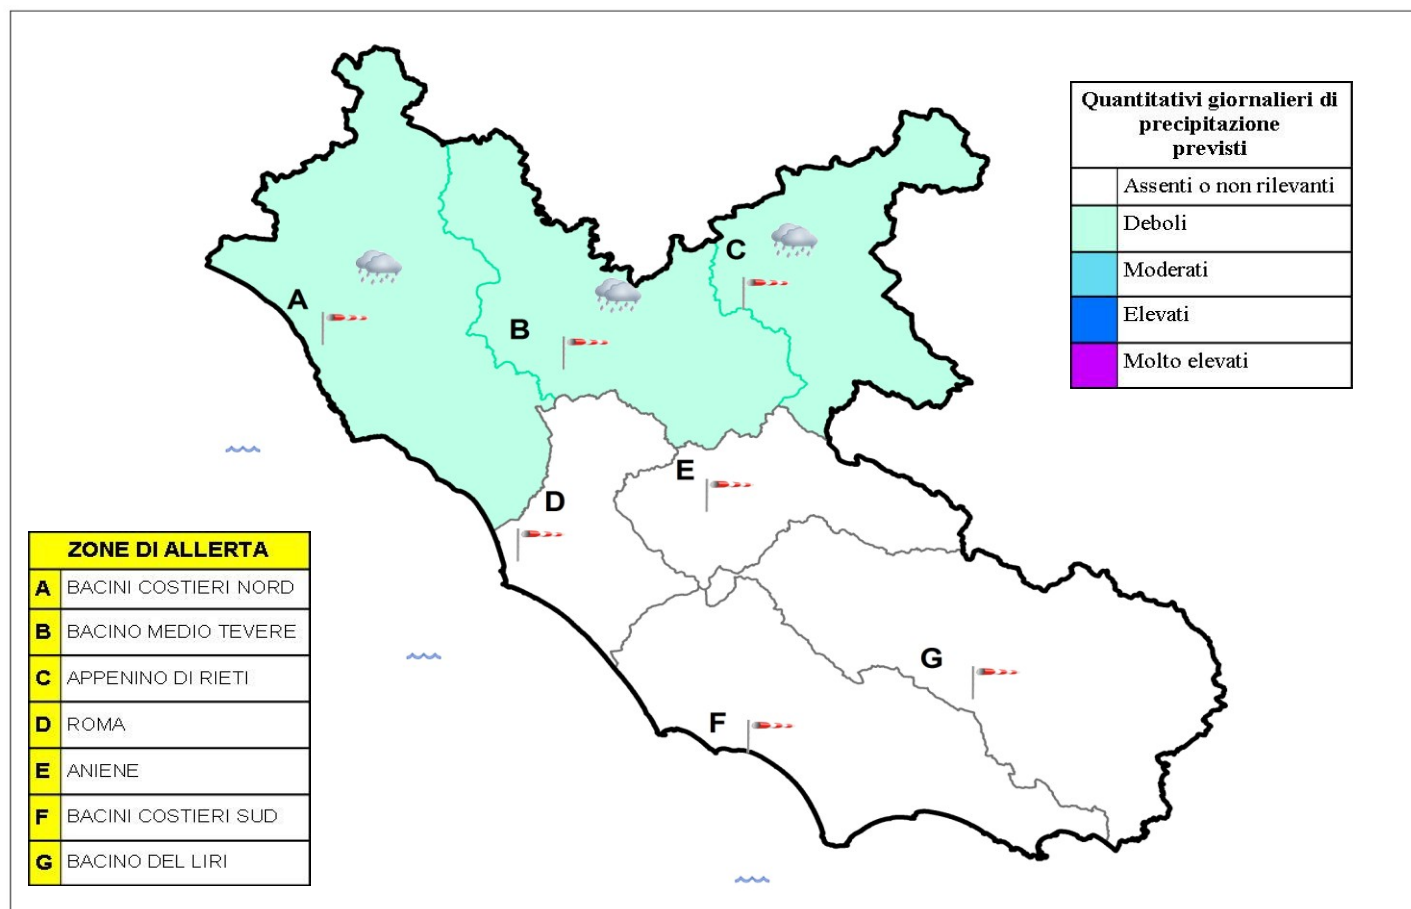 Quantitativi giornalieri di
precipitazione
previsti
Assenti o non rilevanti
Deboli
Moderati
Elevati
Molto elevati
C
A
B
E
D
G
F
ZONE DI ALLERTA
A BACINI COSTIERI NORD
B BACINO MEDIO TEVERE
C APPENINO DI RIETI
D ROMA
E ANIENE
F BACINI COSTIERI SUD
G BACINO DEL LIRI